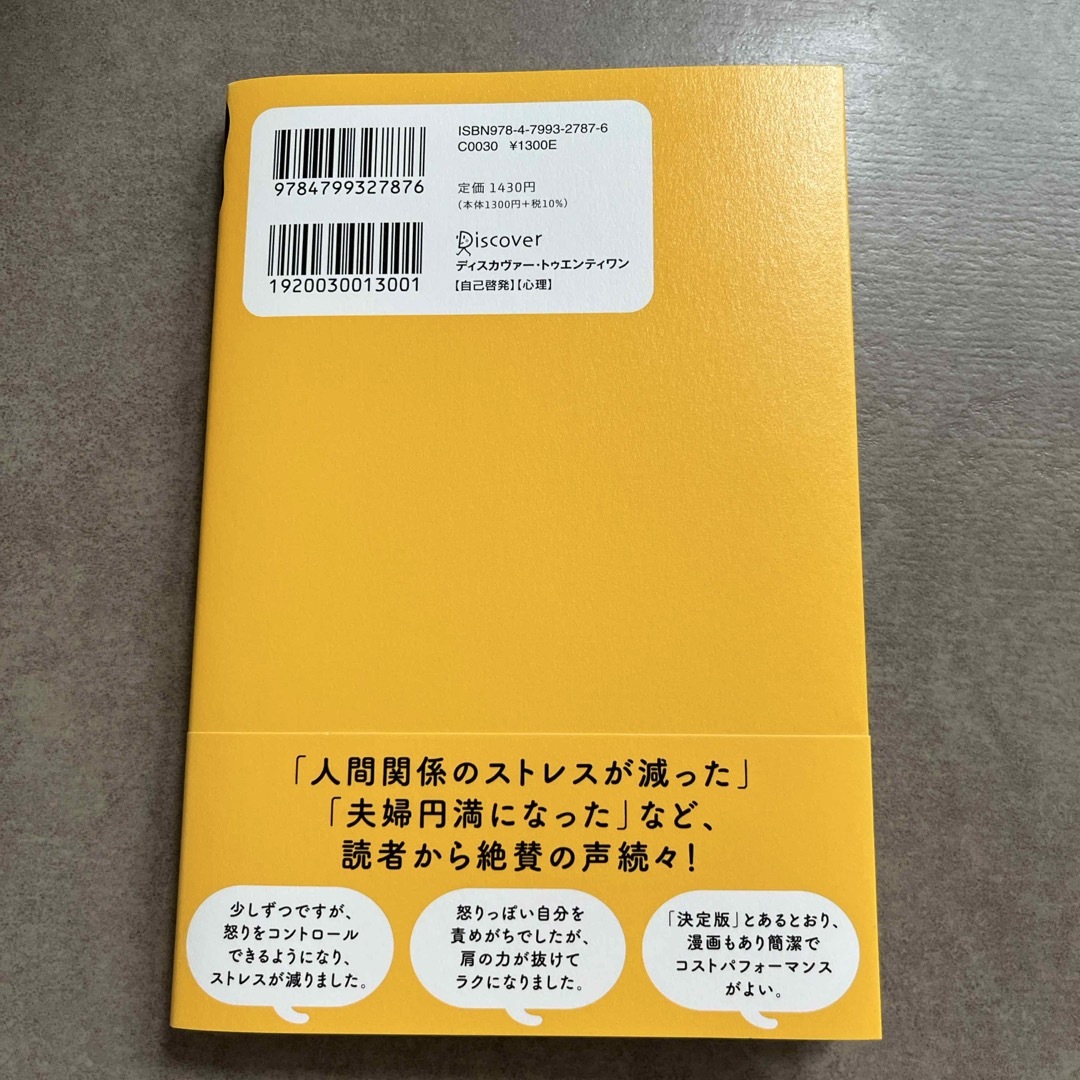 ISBN978-4-7993-2787-6
C0030 ¥1300E
9784799327876
定価 1430円
(本体1300円+税10%)
1920030013001
Discover
ディスカヴァー・トゥエンティワン
【自己啓発】【心理】
「人間関係のストレスが減った」
「夫婦円満になった」など、
読者から絶賛の声続々!
少しずつですが、
怒りをコントロール
できるようになり、
ストレスが減りました。
怒りっぽい自分を
責めがちでしたが、
肩の力が抜けて
ラクになりました。
「決定版」とあるとおり、
漫画もあり簡潔で
コストパフォーマンス
がよい。